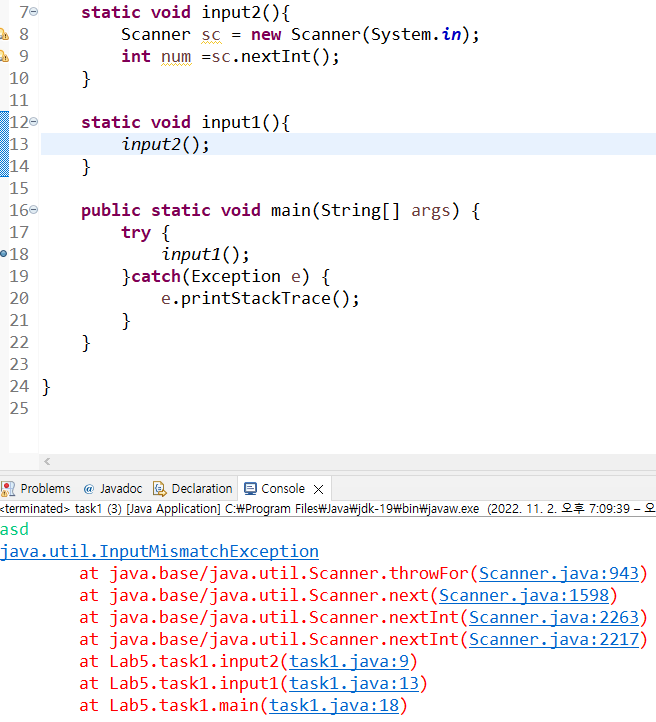 7 static void input2(){
8 Scanner sc = new Scanner(System.in);
9 int num =sc.nextInt();
10 }
11
12 static void input1(){
13 input2();
14 }
15
16 public static void main(String[] args) {
17 try {
18 input1();
19 }catch(Exception e) {
20 e.printStackTrace();
21 }
22 }
23
24 }
25
Problems @ Javadoc Declaration Console
<terminated> task1 (3) [Java Application] C:₩Program Files₩Java₩jdk-19₩bin₩javaw.exe (2022. 11. 2. 오후 7:09:39 – 오
asd
java.util.InputMismatchException
at java.base/java.util.Scanner.throwFor(Scanner.java:943)
at java.base/java.util.Scanner.next(Scanner.java:1598)
at java.base/java.util.Scanner.nextInt(Scanner.java:2263)
at java.base/java.util.Scanner.nextInt(Scanner.java:2217)
at Lab5.task1.input2(task1.java:9)
at Lab5.task1.input1(task1.java:13)
at Lab5.task1.main(task1.java:18)